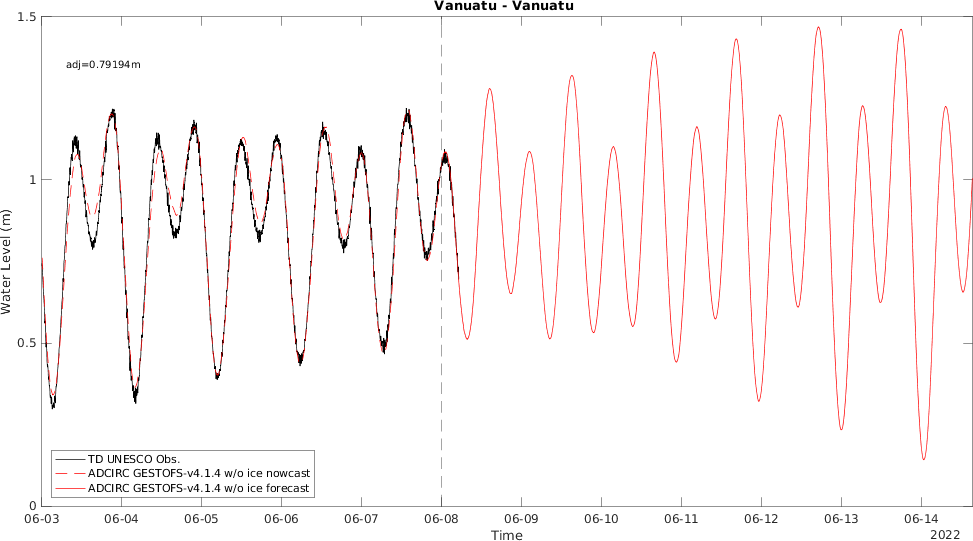 Vanuatu - Vanuatu
1.5
adj=0.79194m
1
Water Level (m)
0.5
TD UNESCO Obs.
ADCIRC GESTOFS-v4.1.4 w/o ice nowcast
ADCIRC GESTOFS-v4.1.4 w/o ice forecast
0
06-03 06-04 06-05 06-06 06-07 06-08 06-09 06-10 06-11 06-12 06-13 06-14
Time
2022